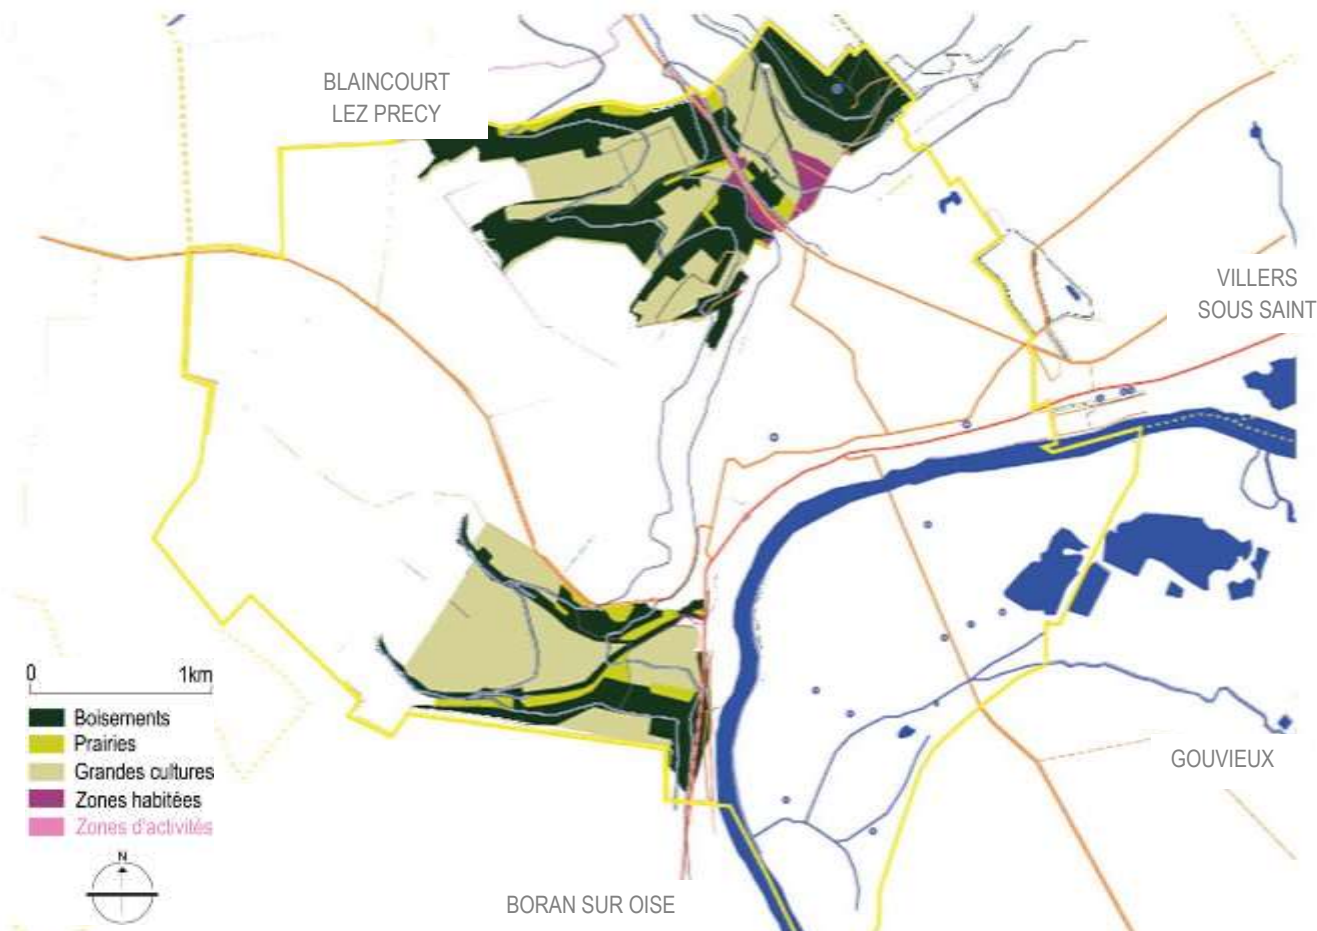 BLAINCOURT
LEZ PRECY
VILLERS
SOUS SAINT
0 1km
Boisements
Prairies
Grandes cultures
Zones habitées
Zones d'activités
N
GOUVIEUX
BORAN SUR OISE